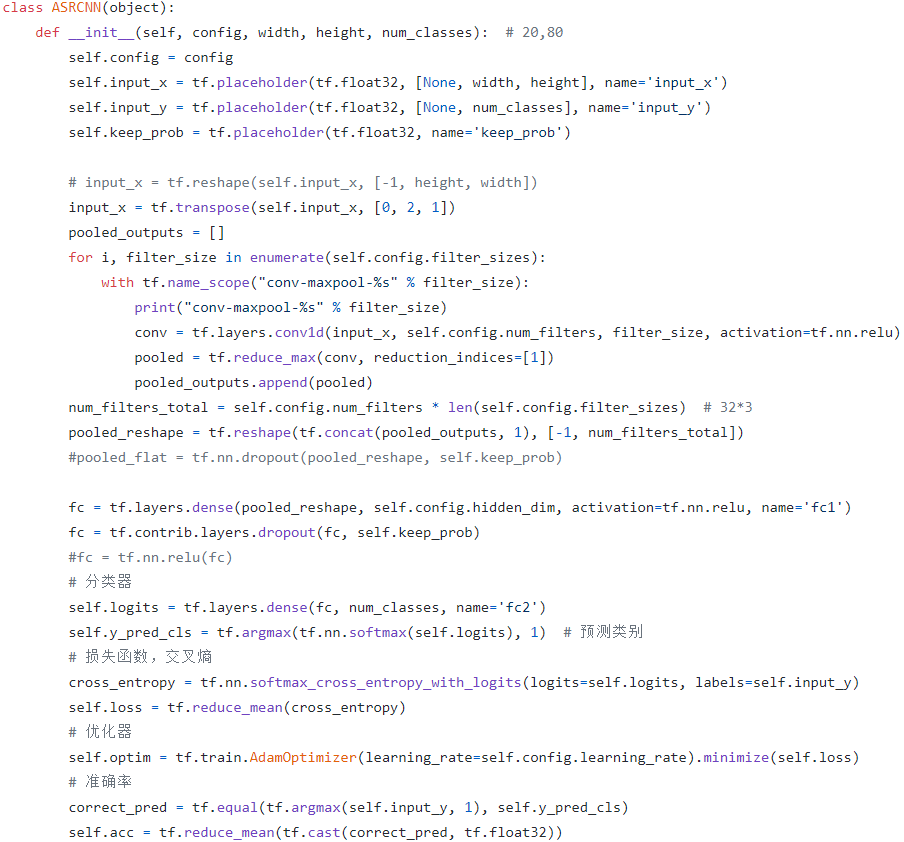 class ASRCNN(object):
    def __init__(self, config, width, height, num_classes):  # 20,80
        self.config = config
        self.input_x = tf.placeholder(tf.float32, [None, width, height], name='input_x')
        self.input_y = tf.placeholder(tf.float32, [None, num_classes], name='input_y')
        self.keep_prob = tf.placeholder(tf.float32, name='keep_prob')

        # input_x = tf.reshape(self.input_x, [-1, height, width])
        input_x = tf.transpose(self.input_x, [0, 2, 1])
        pooled_outputs = []
        for i, filter_size in enumerate(self.config.filter_sizes):
            with tf.name_scope("conv-maxpool-%s" % filter_size):
                print("conv-maxpool-%s" % filter_size)
                conv = tf.layers.conv1d(input_x, self.config.num_filters, filter_size, activation=tf.nn.relu)
                pooled = tf.reduce_max(conv, reduction_indices=[1])
                pooled_outputs.append(pooled)
        num_filters_total = self.config.num_filters * len(self.config.filter_sizes)  # 32*3
        pooled_reshape = tf.reshape(tf.concat(pooled_outputs, 1), [-1, num_filters_total])
        #pooled_flat = tf.nn.dropout(pooled_reshape, self.keep_prob)

        fc = tf.layers.dense(pooled_reshape, self.config.hidden_dim, activation=tf.nn.relu, name='fc1')
        fc = tf.contrib.layers.dropout(fc, self.keep_prob)
        #fc = tf.nn.relu(fc)
        # 分类器
        self.logits = tf.layers.dense(fc, num_classes, name='fc2')
        self.y_pred_cls = tf.argmax(tf.nn.softmax(self.logits), 1)  # 预测类别
        # 损失函数，交叉熵
        cross_entropy = tf.nn.softmax_cross_entropy_with_logits(logits=self.logits, labels=self.input_y)
        self.loss = tf.reduce_mean(cross_entropy)
        # 优化器
        self.optim = tf.train.AdamOptimizer(learning_rate=self.config.learning_rate).minimize(self.loss)
        # 准确率
        correct_pred = tf.equal(tf.argmax(self.input_y, 1), self.y_pred_cls)
        self.acc = tf.reduce_mean(tf.cast(correct_pred, tf.float32))